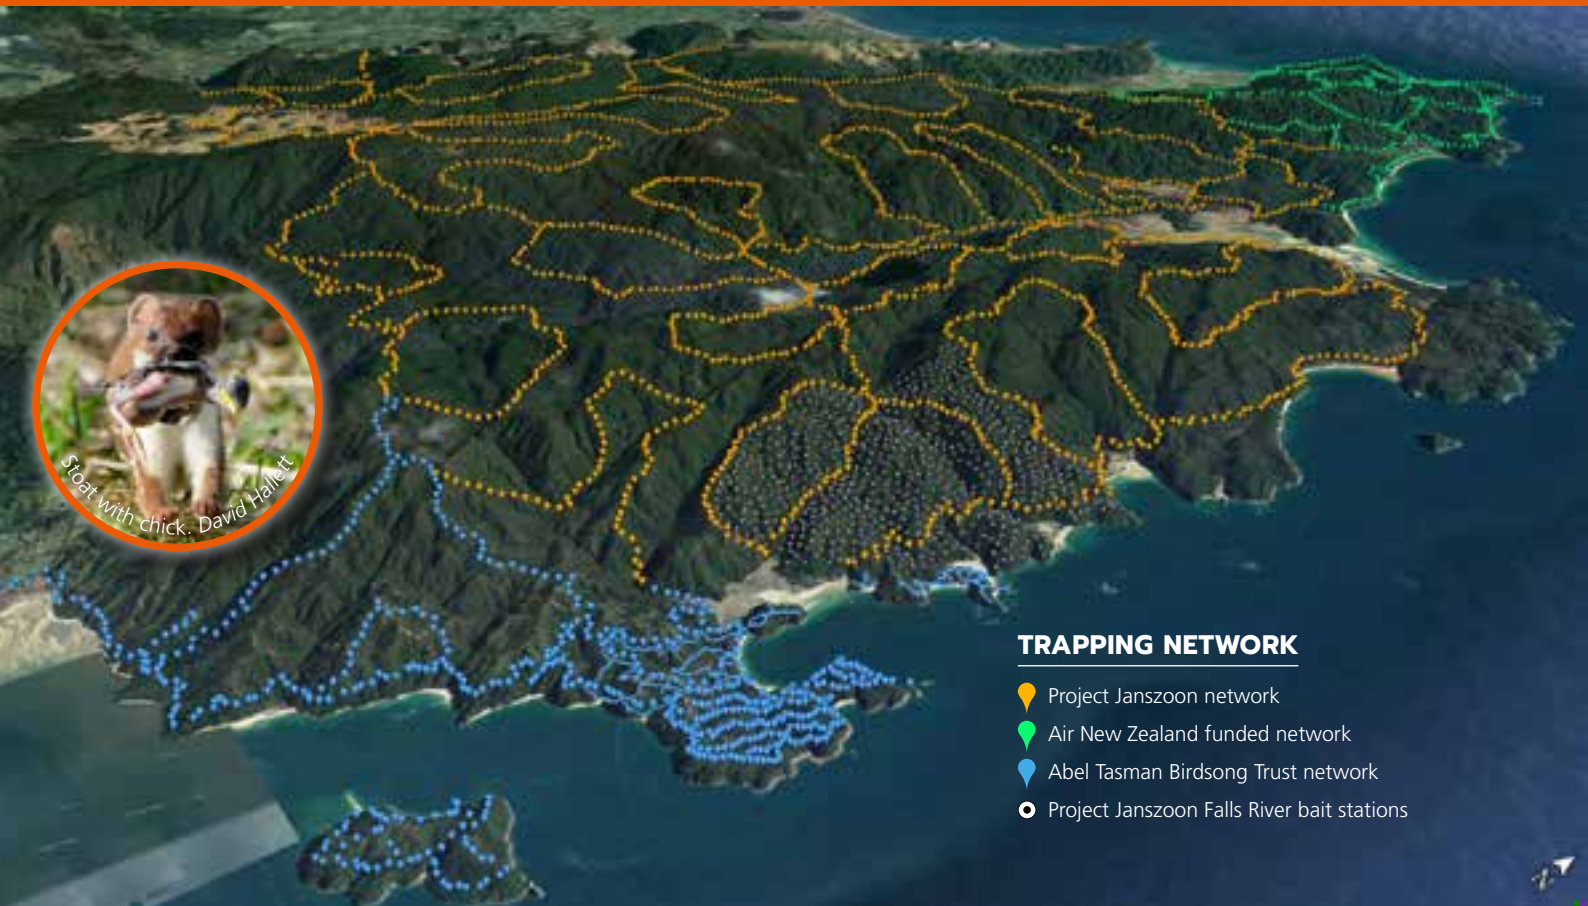 Stoat with chick. David Hallett
TRAPPING NETWORK
Project Janszoon network
Air New Zealand funded network
Abel Tasman Birdsong Trust network
Project Janszoon Falls River bait stations